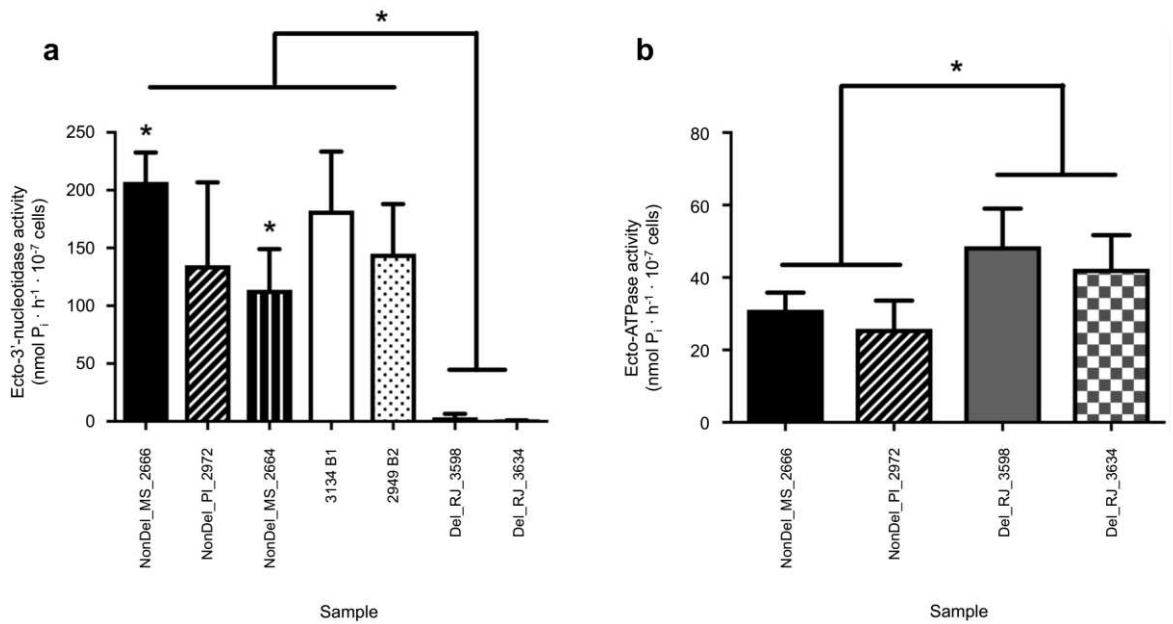 a
*
*
*
250
200
150
100
50
0
Ecto-3'-nucleotidase activity
(nmol Pi · h-1 · 10-7 cells)
NonDel_MS_2666
NonDel_PI_2972
NonDel_MS_2664
3134 B1
2949 B2
Del_RJ_3598
Del_RJ_3634
Sample
b
*
80
60
40
20
0
Ecto-ATPase activity
(nmol Pi · h-1 · 10-7 cells)
NonDel_MS_2666
NonDel_PI_2972
Del_RJ_3598
Del_RJ_3634
Sample